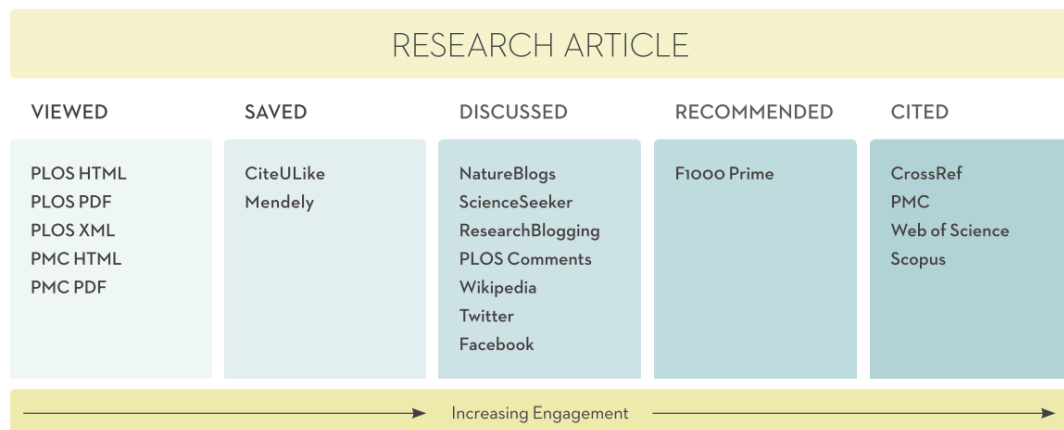 RESEARCH ARTICLE
VIEWED
PLOS HTML
PLOS PDF
PLOS XML
PMC HTML
PMC PDF
SAVED
CiteULike
Mendely
DISCUSSED
NatureBlogs
ScienceSeeker
ResearchBlogging
PLOS Comments
Wikipedia
Twitter
Facebook
RECOMMENDED
F1000 Prime
CITED
CrossRef
PMC
Web of Science
Scopus
Increasing Engagement